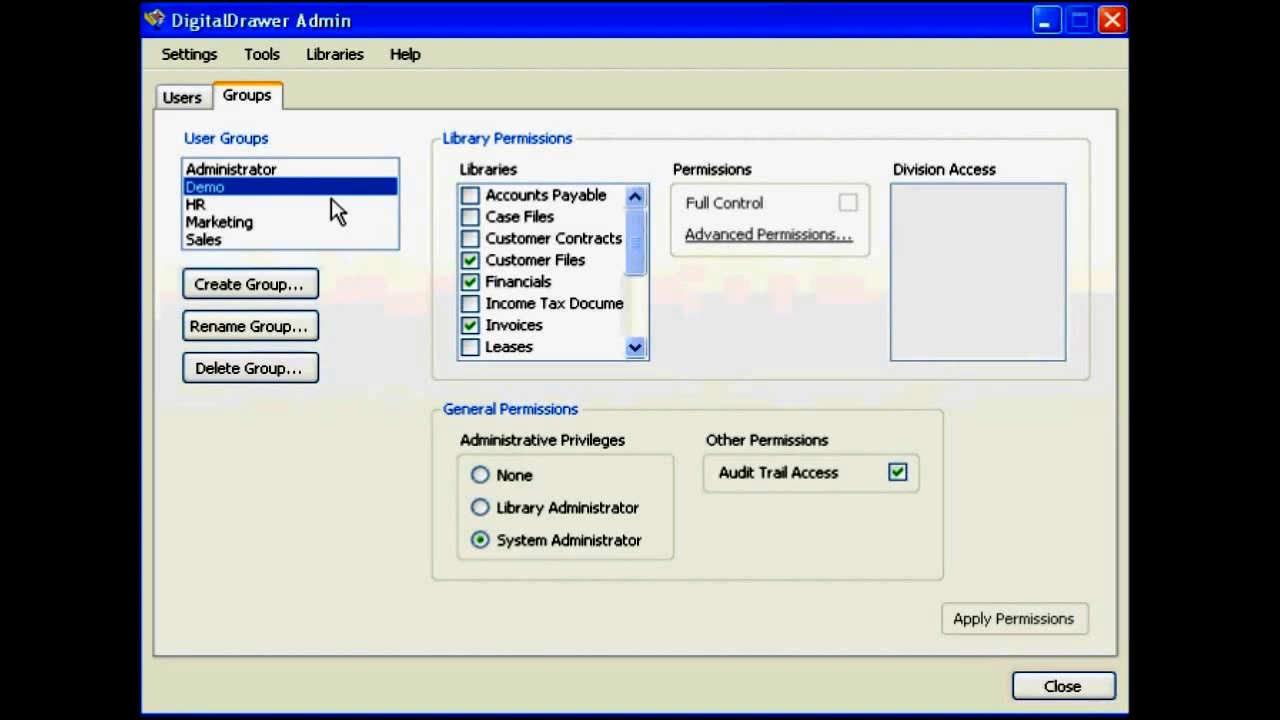 DigitalDrawer Admin
Settings Tools Libraries Help
Users Groups
User Groups
Administrator
Demo
HR
Marketing
Sales
Create Group...
Rename Group...
Delete Group...
Library Permissions
Libraries
Accounts Payable
Case Files
Customer Contracts
Customer Files
Financials
Income Tax Docume
Invoices
Leases
Permissions
Full Control
Advanced Permissions...
Division Access
General Permissions
Administrative Privileges
None
Library Administrator
System Administrator
Other Permissions
Audit Trail Access
Apply Permissions
Close